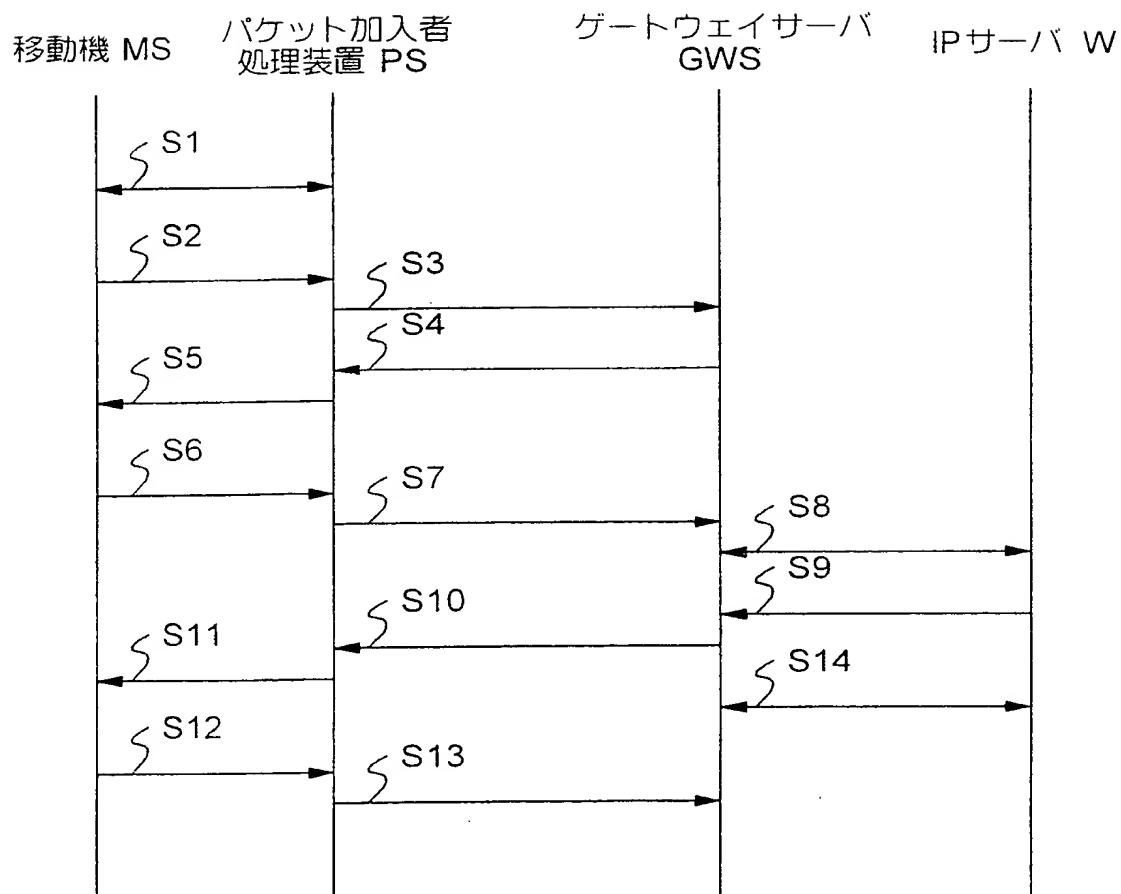 移動機 MS
パケット加入者
処理装置 PS
ゲートウェイサーバ
GWS
IPサーバ W
S1
S2
S3
S4
S5
S6
S7
S8
S9
S10
S11
S14
S12
S13